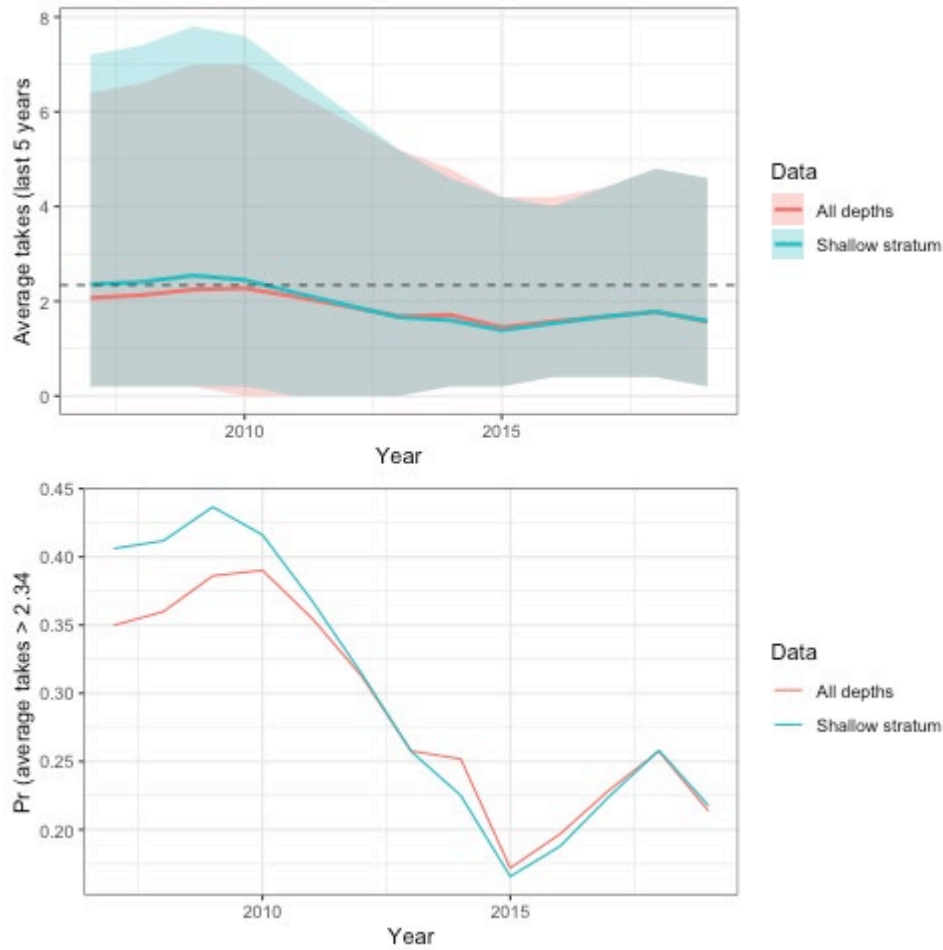 8
6
4
2
0
Average takes (last 5 years
2010
2015
Year
Data
All depths
Shallow stratum
0.45
0.40
0.35
0.30
0.25
0.20
Pr (average takes > 2.34
2010
2015
Year
Data
All depths
Shallow stratum